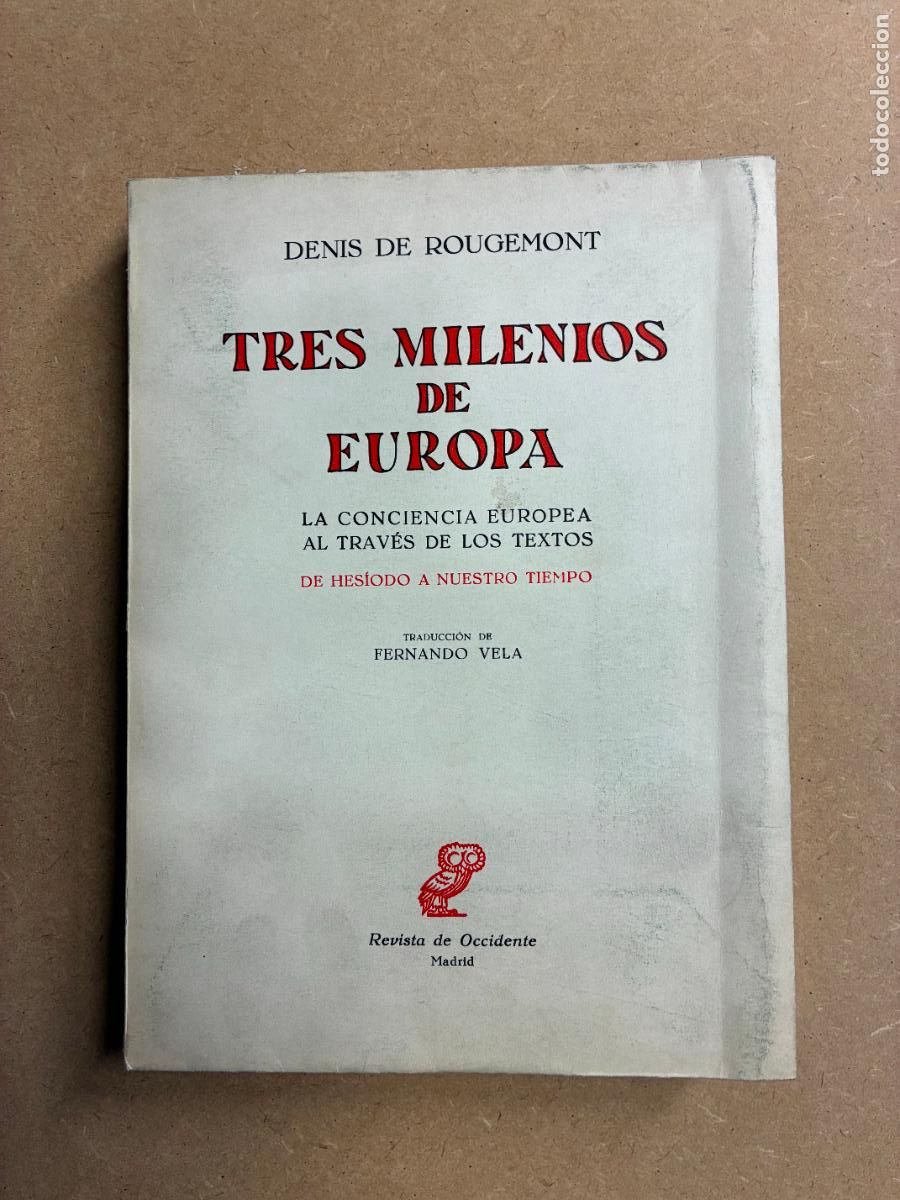 todocoleccion
DENIS DE ROUGEMONT
TRES MILENIOS
DE
EUROPA
LA CONCIENCIA EUROPEA
AL TRAVÉS DE LOS TEXTOS
DE HESÍODO A NUESTRO TIEMPO
TRADUCCIÓN DE
FERNANDO VELA
Revista de Occidente
Madrid